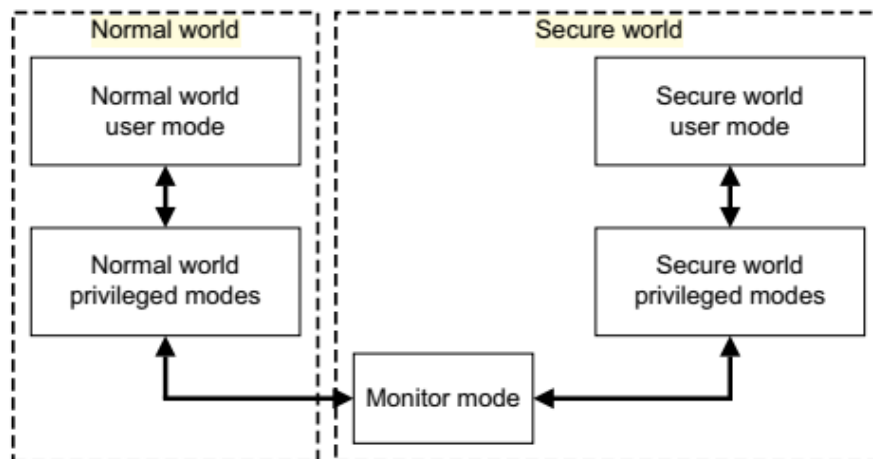 Normal world
Secure world
Normal world
user mode
Secure world
user mode
Normal world
privileged modes
Secure world
privileged modes
Monitor mode